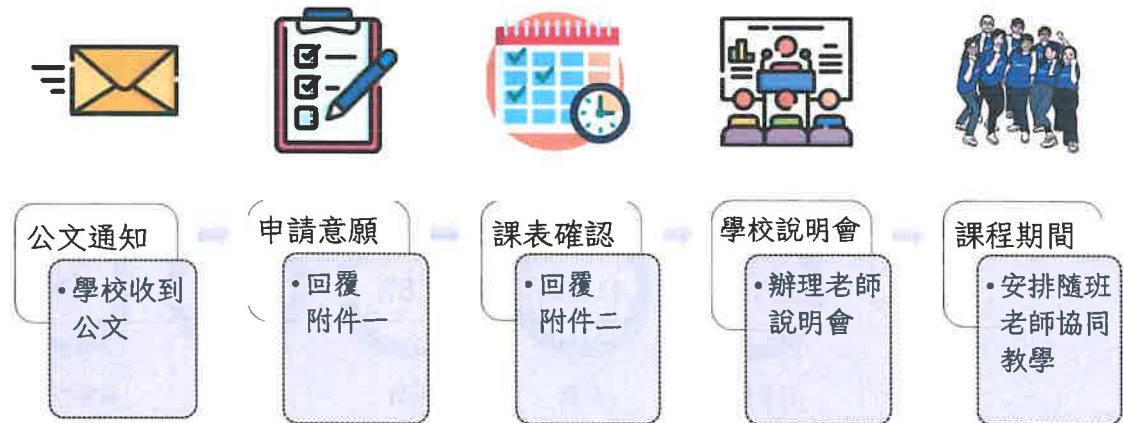 公文通知
•學校收到
公文
申請意願
•回覆
附件一
課表確認
•回覆
附件二
學校說明會
•辦理老師
說明會
課程期間
•安排隨班
老師協同
教學